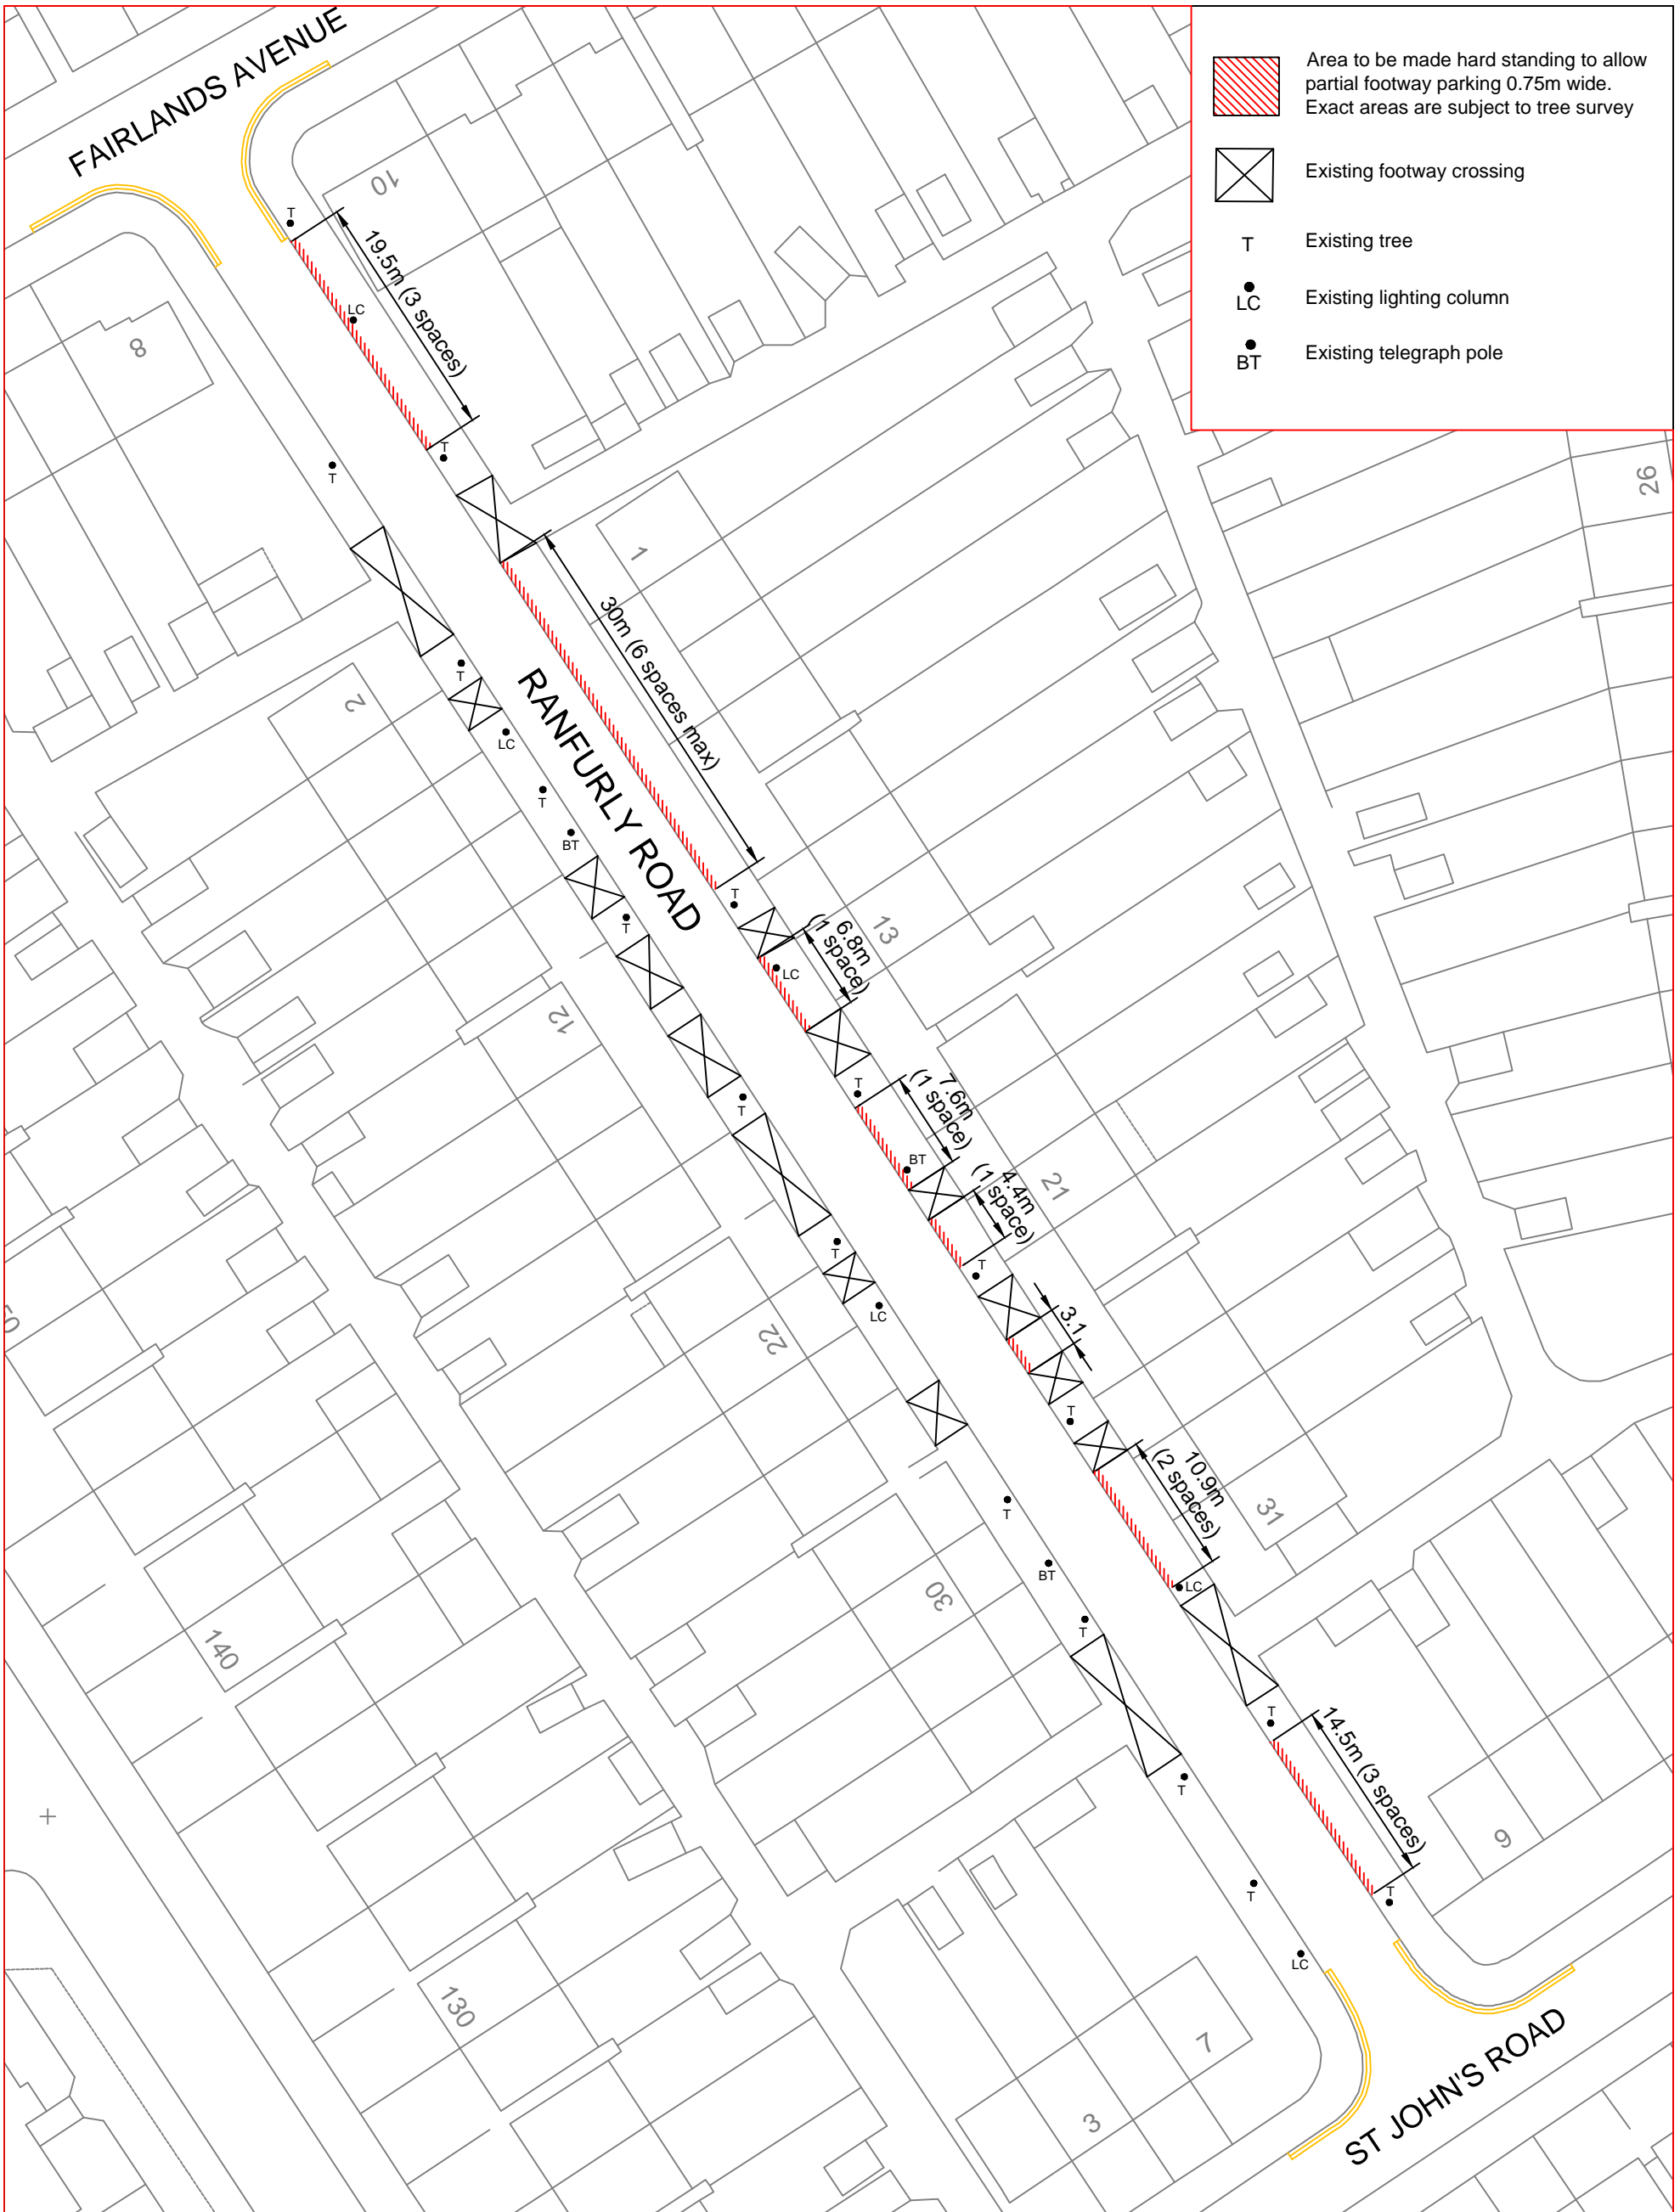 FAIRLANDS AVENUE
Area to be made hard standing to allow
partial footway parking 0.75m wide.
Exact areas are subject to tree survey
Existing footway crossing
T
Existing tree
LC
Existing lighting column
BT
Existing telegraph pole
10
T
19.5m (3 spaces)
LC
8
T
T
26
1
30m (6 spaces max)
T
2
LC
RANFURLY ROAD
T
BT
T
T
13
6.8m
(1 space)
LC
12
T
7.6m
(1 space)
T
BT
4.4m
(1 space)
21
T
T
LC
22
3.1
T
10.9m
(2 spaces)
31
T
BT
LC
30
T
140
T
14.5m (3 spaces)
T
9
T
T
LC
130
7
3
ST JOHN'S ROAD